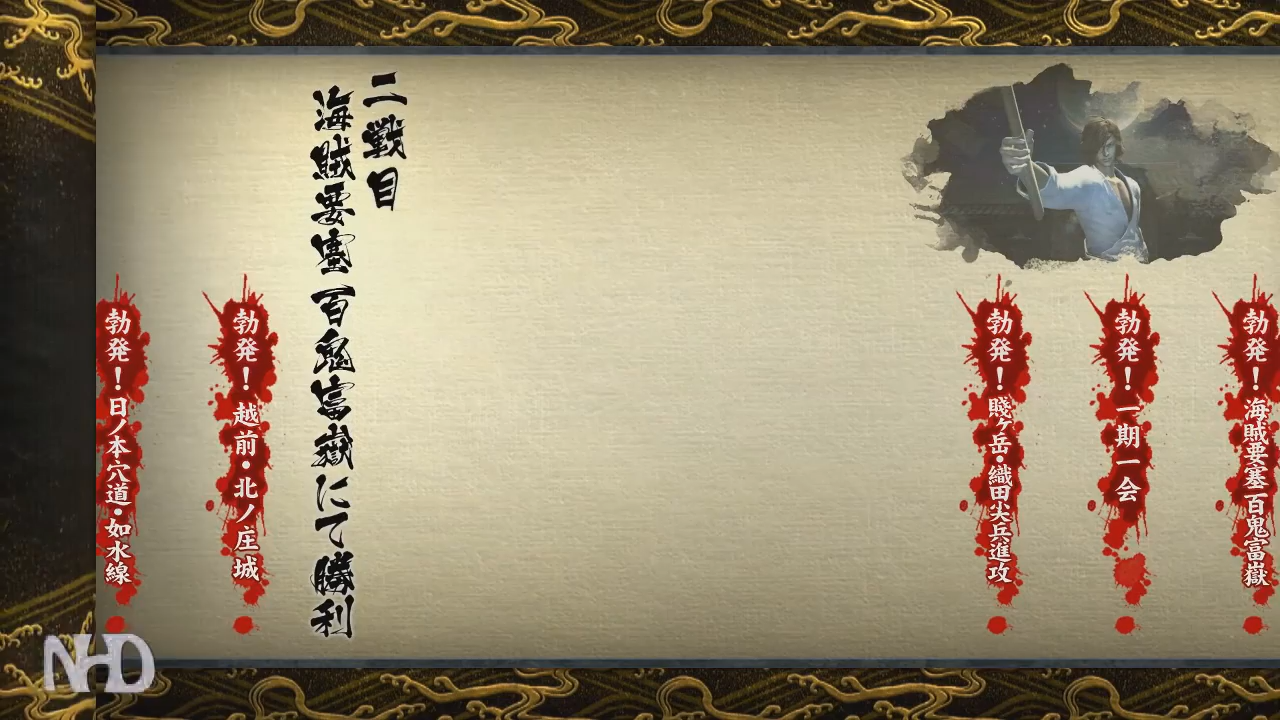 勃発!海賊要塞百鬼富嶽
勃発!一期一会
勃発!賤ヶ岳・織田尖兵進攻
二戦目
海賊要塞百鬼富嶽にて勝利
勃発!越前・北ノ庄城
勃発!日ノ本穴道・如水線
NHD